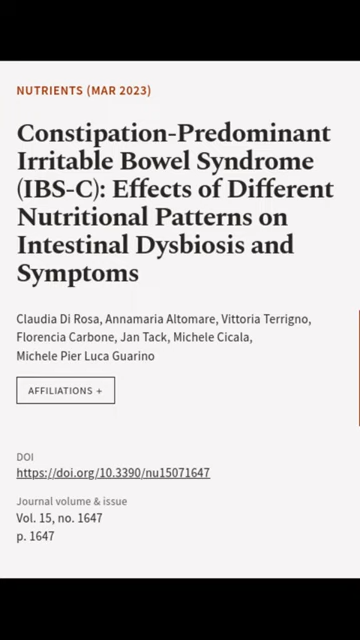 NUTRIENTS (MAR 2023)
Constipation-Predominant
Irritable Bowel Syndrome
(IBS-C): Effects of Different
Nutritional Patterns on
Intestinal Dysbiosis and
Symptoms
Claudia Di Rosa, Annamaria Altomare, Vittoria Terrigno,
Florencia Carbone, Jan Tack, Michele Cicala,
Michele Pier Luca Guarino
AFFILIATIONS +
DOI
https://doi.org/10.3390/nu15071647
Journal volume & issue
Vol. 15, no. 1647
p. 1647